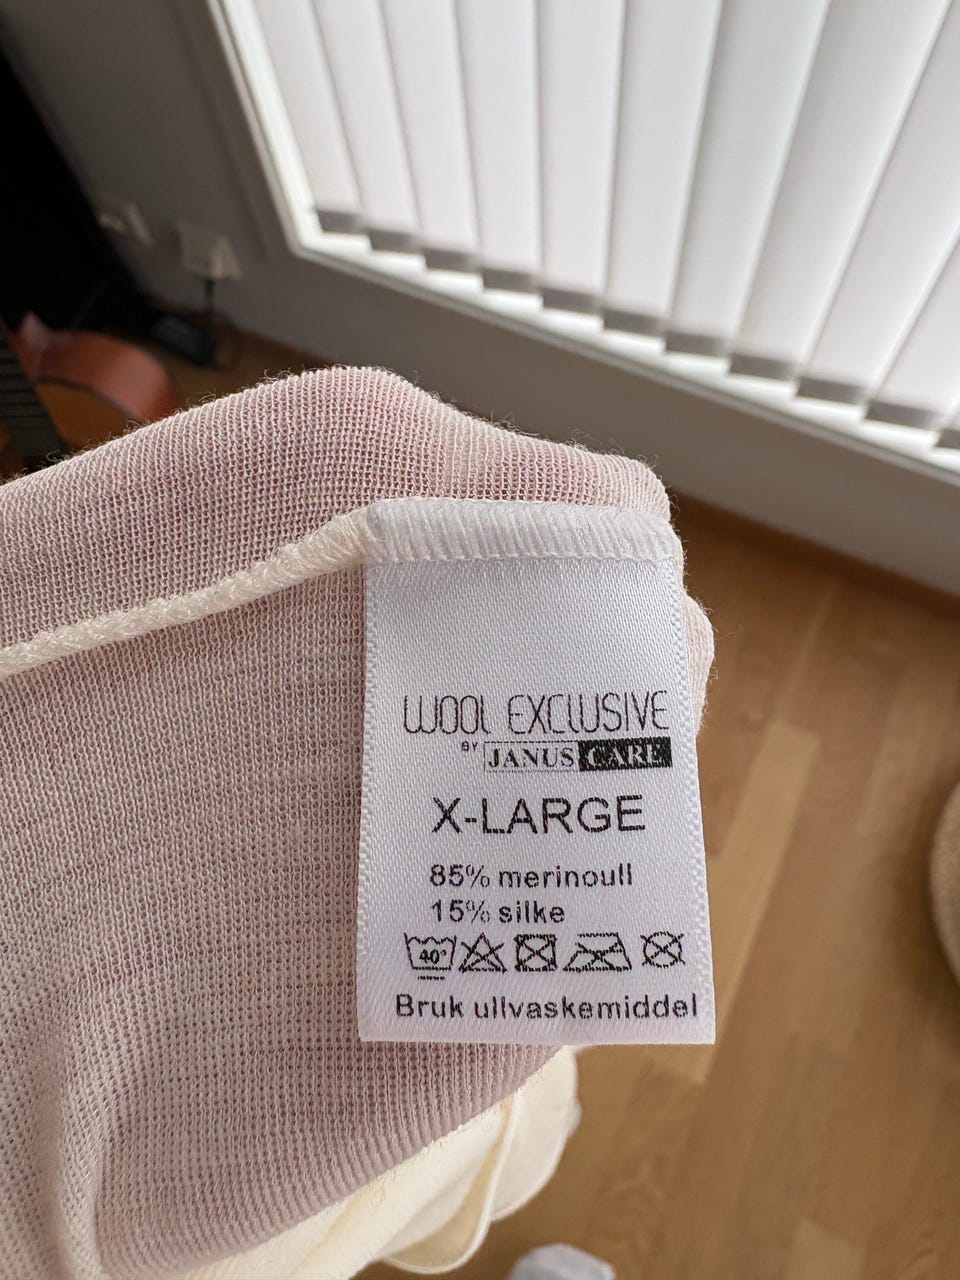 WOOL EXCLUSIVE
BY JANUS CARE
X-LARGE
85% merinoull
15% silke
40°
Bruk ullvaskemiddel